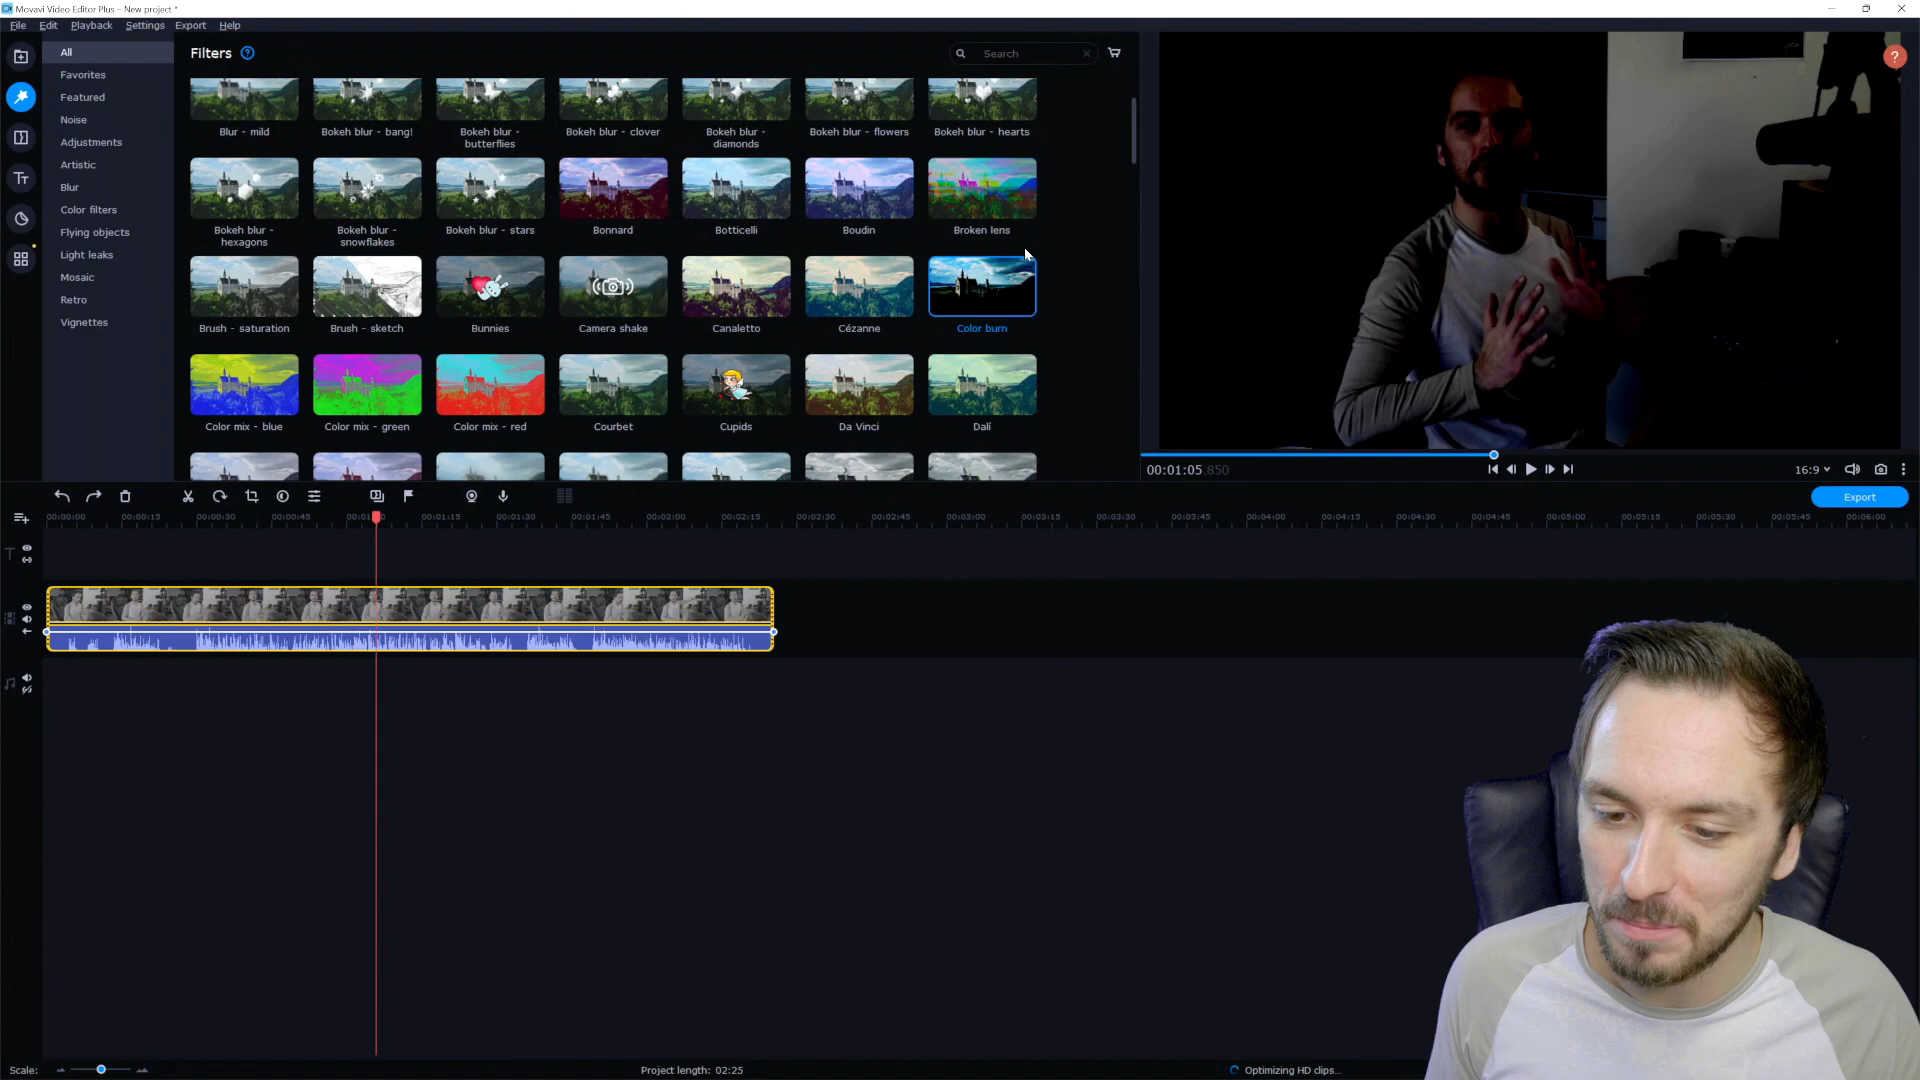 Movavi Video Editor Plus – New project *
File Edit Playback Settings Export Help
All
Favorites
Featured
Noise
Adjustments
Artistic
Blur
Color filters
Flying objects
Light leaks
Mosaic
Retro
Vignettes
Filters ?
Search
Blur - mild
Bokeh blur - bang!
Bokeh blur -
butterflies
Bokeh blur - clover
Bokeh blur -
diamonds
Bokeh blur - flowers
Bokeh blur - hearts
Bokeh blur -
hexagons
Bokeh blur -
snowflakes
Bokeh blur - stars
Bonnard
Botticelli
Boudin
Broken lens
Brush - saturation
Brush - sketch
Bunnies
Camera shake
Canaletto
Cézanne
Color burn
Color mix - blue
Color mix - green
Color mix - red
Courbet
Cupids
Da Vinci
Dalí
?
00:01:05.850
16:9
Export
00:00:00 00:00:15 00:00:30 00:00:45 00:01:15 00:01:30 00:01:45 00:02:00 00:02:15 00:02:30 00:02:45 00:03:00 00:03:15 00:03:30 00:03:45 00:04:00 00:04:15 00:04:30 00:04:45 00:05:00 00:05:15 00:05:30 00:05:45 00:06:00
Scale:
Project length: 02:25
Optimizing HD clips...